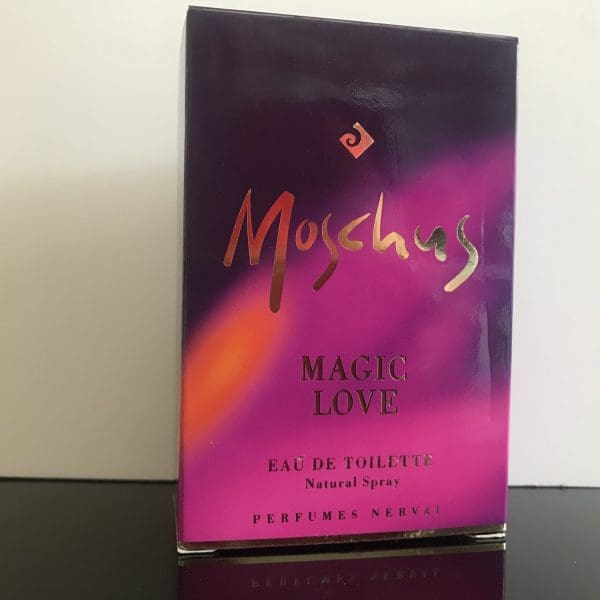 Moschus
MAGIC
LOVE
EAU DE TOILETTE
Natural Spray
PERFUMES NERVAL